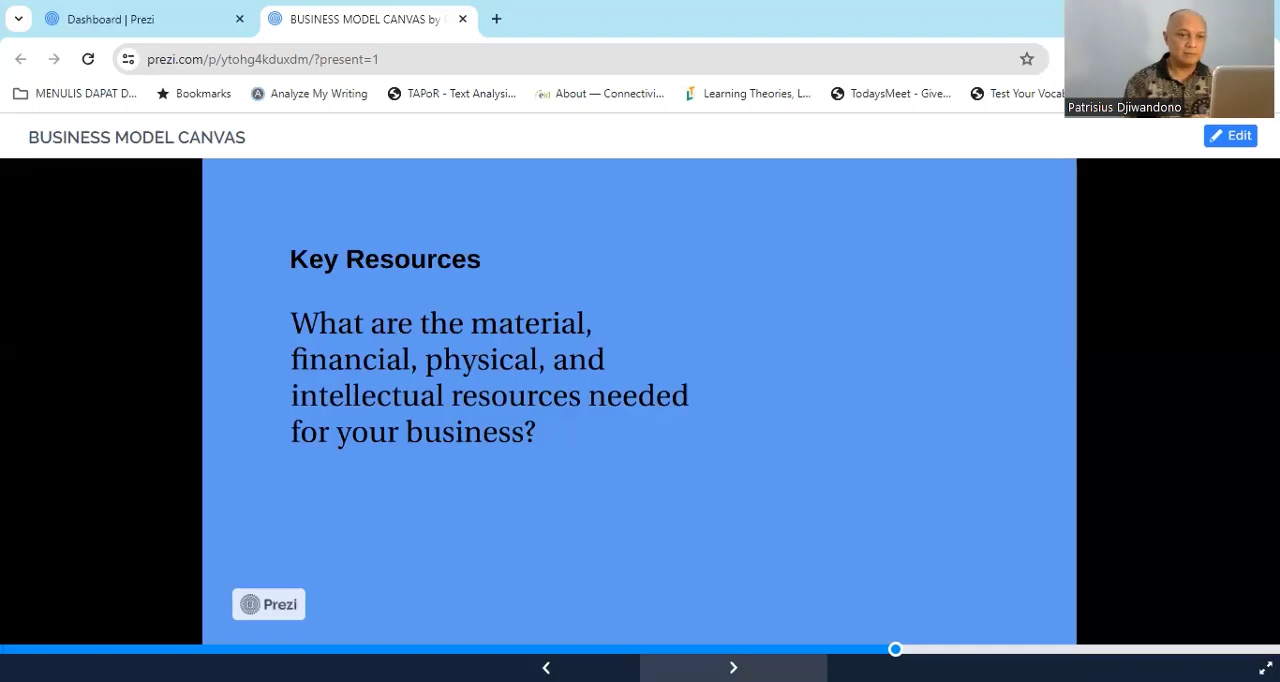 Dashboard | Prezi
BUSINESS MODEL CANVAS by
prezi.com/p/ytohg4kduxdm/?present=1
MENULIS DAPAT D...
Bookmarks
Analyze My Writing
TAPoR - Text Analysi...
About — Connectivi...
Learning Theories, L...
TodaysMeet - Give...
Test Your Vocab
Patrisius Djiwandono
BUSINESS MODEL CANVAS
Edit
Key Resources
What are the material,
financial, physical, and
intellectual resources needed
for your business?
Prezi